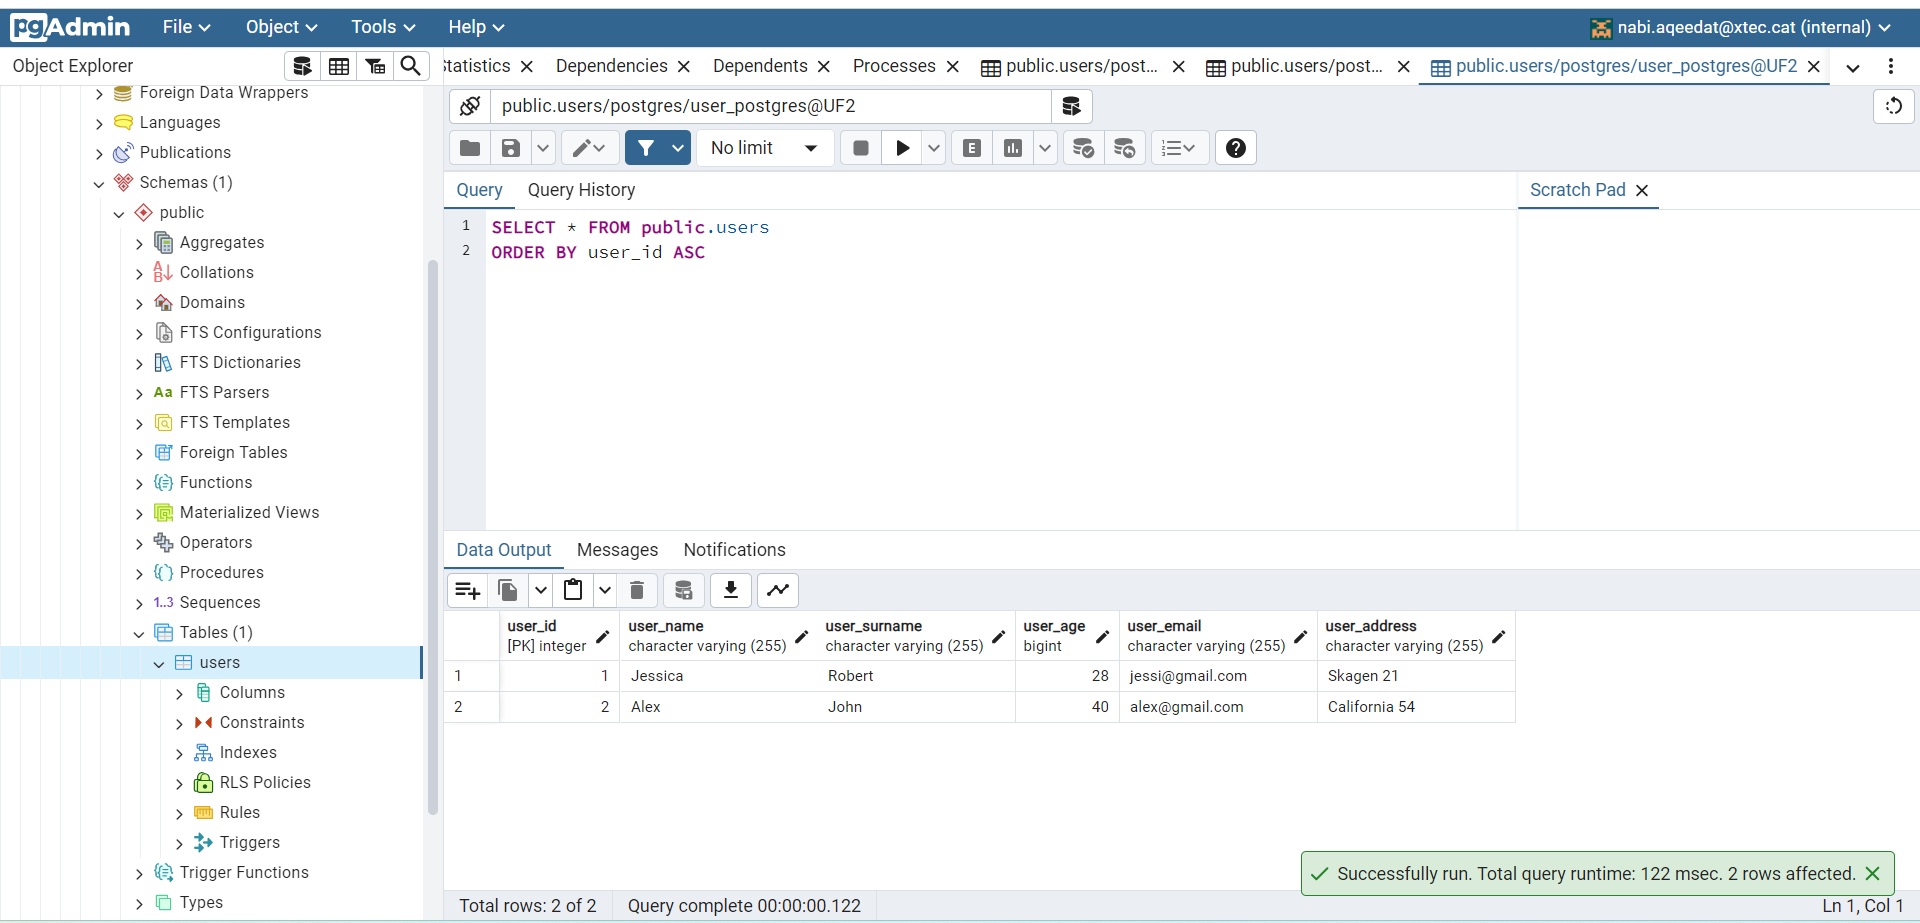 pgAdmin File Object Tools Help nabi.aqeedat@xtec.cat (internal)
Object Explorer
Statistics Dependencies Dependents Processes public.users/post... public.users/post... public.users/postgres/user_postgres@UF2
Foreign Data Wrappers
Languages
Publications
Schemas (1)
public
Aggregates
Collations
Domains
FTS Configurations
FTS Dictionaries
Aa FTS Parsers
FTS Templates
Foreign Tables
Functions
Materialized Views
Operators
Procedures
1..3 Sequences
Tables (1)
users
Columns
Constraints
Indexes
RLS Policies
Rules
Triggers
Trigger Functions
Types
public.users/postgres/user_postgres@UF2
No limit E
Query Query History Scratch Pad
1 SELECT * FROM public.users
2 ORDER BY user_id ASC
Data Output Messages Notifications
user_id user_name user_surname user_age user_email user_address
[PK] integer character varying (255) character varying (255) bigint character varying (255) character varying (255)
1 1 Jessica Robert 28 jessi@gmail.com Skagen 21
2 2 Alex John 40 alex@gmail.com California 54
Successfully run. Total query runtime: 122 msec. 2 rows affected.
Total rows: 2 of 2 Query complete 00:00:00.122 Ln 1, Col 1